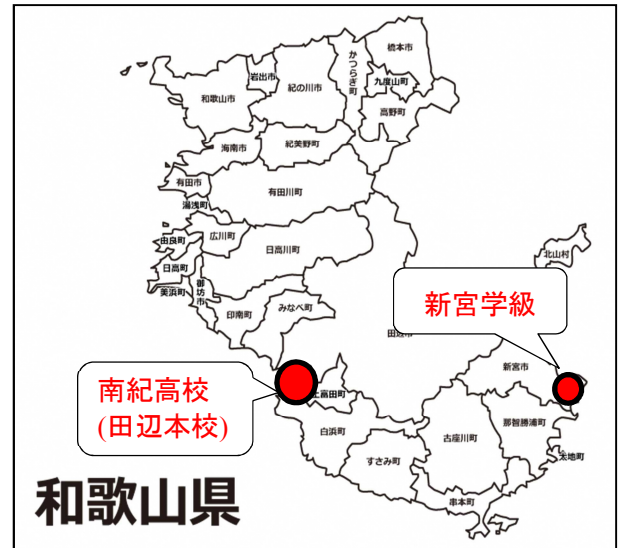 橋本市
かつらぎ町
岩出市
九度山町
紀の川市
和歌山市
高野町
海南市
紀美野町
有田市
有田川町
湯浅町
広川町
由良町
日高川町
北山村
日高町
御坊市
美浜町
みなべ町
印南町
新宮学級
田辺市
新宮市
南紀高校
(田辺本校)
上富田町
那智勝浦町
白浜町
古座川町
太地町
すさみ町
串本町
和歌山県